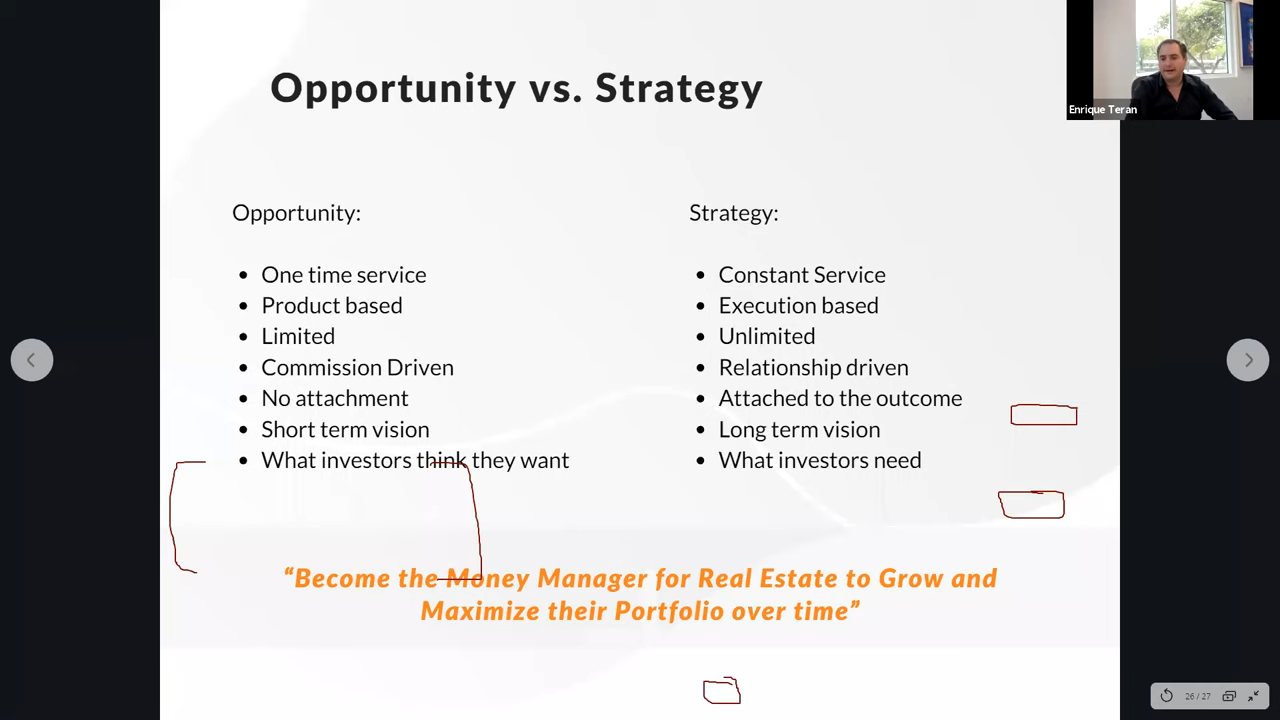 Opportunity vs. Strategy
Enrique Teran
Opportunity:
One time service
Product based
Limited
Commission Driven
No attachment
Short term vision
What investors think they want
Strategy:
Constant Service
Execution based
Unlimited
Relationship driven
Attached to the outcome
Long term vision
What investors need
“Become the Money Manager for Real Estate to Grow and
Maximize their Portfolio over time”
26 / 27